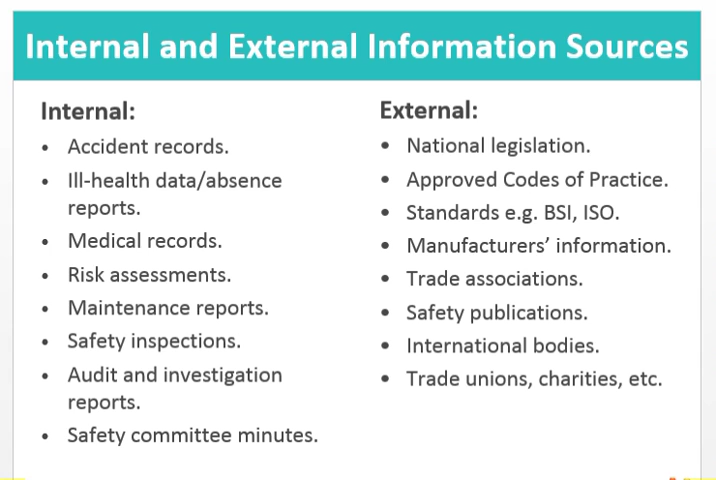 Internal and External Information Sources
Internal:
• Accident records.
• Ill-health data/absence
reports.
• Medical records.
• Risk assessments.
• Maintenance reports.
• Safety inspections.
• Audit and investigation
reports.
• Safety committee minutes.
External:
• National legislation.
• Approved Codes of Practice.
• Standards e.g. BSI, ISO.
• Manufacturers’ information.
• Trade associations.
• Safety publications.
• International bodies.
• Trade unions, charities, etc.